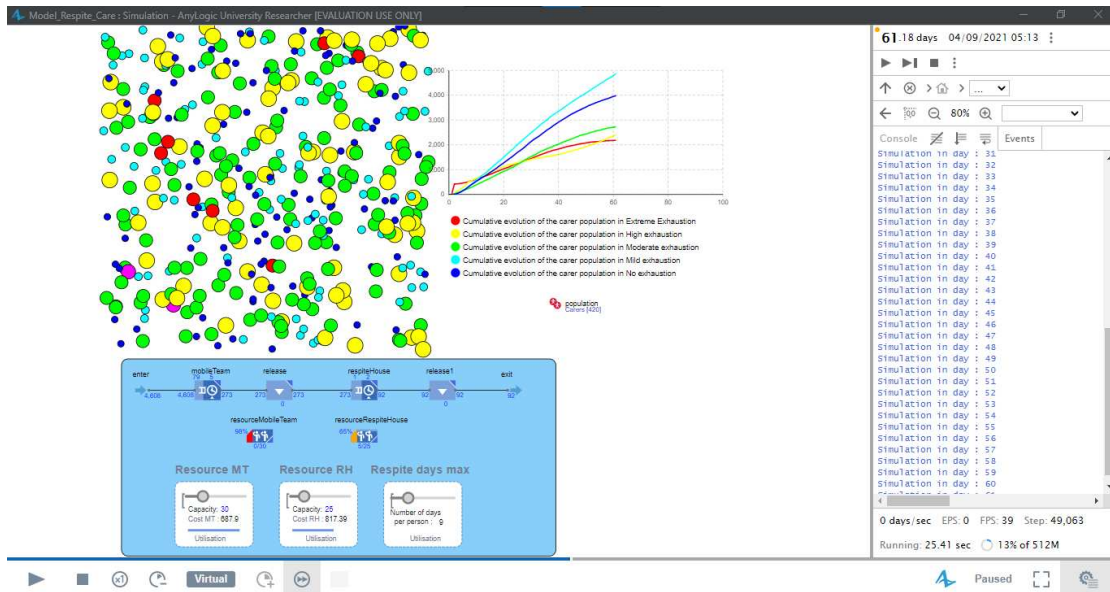 Model_Respite_Care : Simulation - AnyLogic University Researcher [EVALUATION USE ONLY]
61.18 days 04/09/2021 05:13
...
80%
Console Events
Simulation in day : 31
Simulation in day : 32
Simulation in day : 33
Simulation in day : 34
Simulation in day : 35
Simulation in day : 36
Simulation in day : 37
Simulation in day : 38
Simulation in day : 39
Simulation in day : 40
Simulation in day : 41
Simulation in day : 42
Simulation in day : 43
Simulation in day : 44
Simulation in day : 45
Simulation in day : 46
Simulation in day : 47
Simulation in day : 48
Simulation in day : 49
Simulation in day : 50
Simulation in day : 51
Simulation in day : 52
Simulation in day : 53
Simulation in day : 54
Simulation in day : 55
Simulation in day : 56
Simulation in day : 57
Simulation in day : 58
Simulation in day : 59
Simulation in day : 60
4,000
3,000
2,000
0
0 20 40 60 80 100
Cumulative evolution of the carer population in Extreme Exhaustion
Cumulative evolution of the carer population in High exhaustion
Cumulative evolution of the carer population in Moderate exhaustion
Cumulative evolution of the carer population in Mild exhaustion
Cumulative evolution of the carer population in No exhaustion
population
Carers [420]
enter mobileTeam release respiteHouse release1 exit
4,608 4,608 273 273 273 273 92 92 92 92
0 0
resourceMobileTeam resourceRespiteHouse
98%
0/30
Resource MT Resource RH Respite days max
Capacity: 30
Cost MT : 687.9
Utilisation
Capacity: 25
Cost RH : 817.39
Utilisation
Number of days
per person : 9
Utilisation
0 days/sec EPS: 0 FPS: 39 Step: 49,063
Running: 25.41 sec 13% of 512M
x1 Virtual Paused